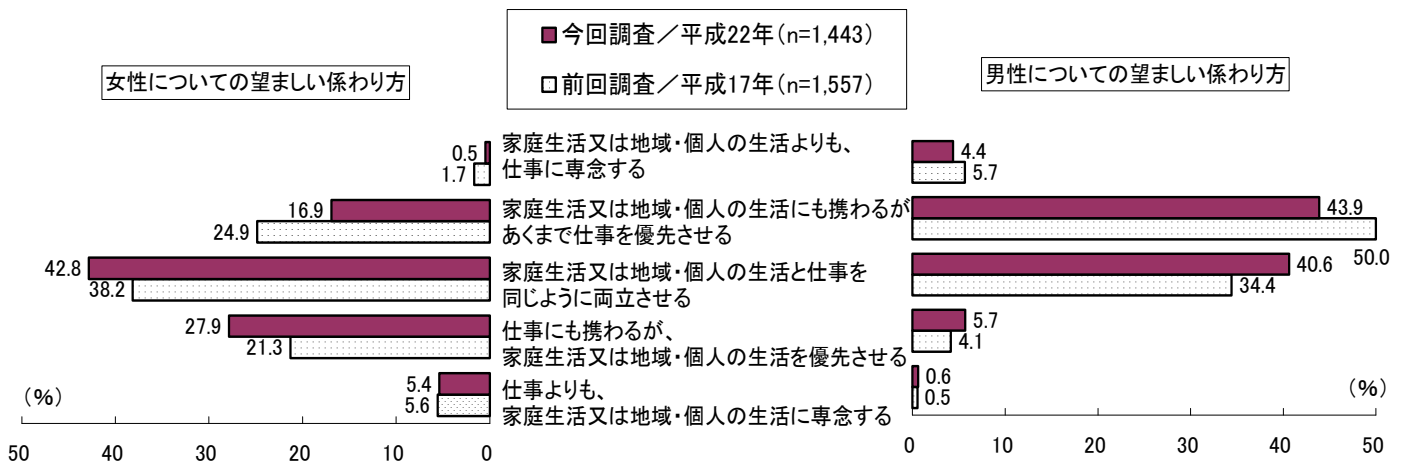 ■今回調査／平成22年(n=1,443)
□前回調査／平成17年(n=1,557)
女性についての望ましい係わり方
男性についての望ましい係わり方
家庭生活又は地域・個人の生活よりも、
仕事に専念する
0.5
1.7
4.4
5.7
家庭生活又は地域・個人の生活にも携わるが
あくまで仕事を優先させる
16.9
24.9
43.9
50.0
家庭生活又は地域・個人の生活と仕事を
同じように両立させる
42.8
38.2
40.6
34.4
仕事にも携わるが、
家庭生活又は地域・個人の生活を優先させる
27.9
21.3
5.7
4.1
仕事よりも、
家庭生活又は地域・個人の生活に専念する
5.4
5.6
0.6
0.5
（%）
（%）
50 40 30 20 10 0
0 10 20 30 40 50